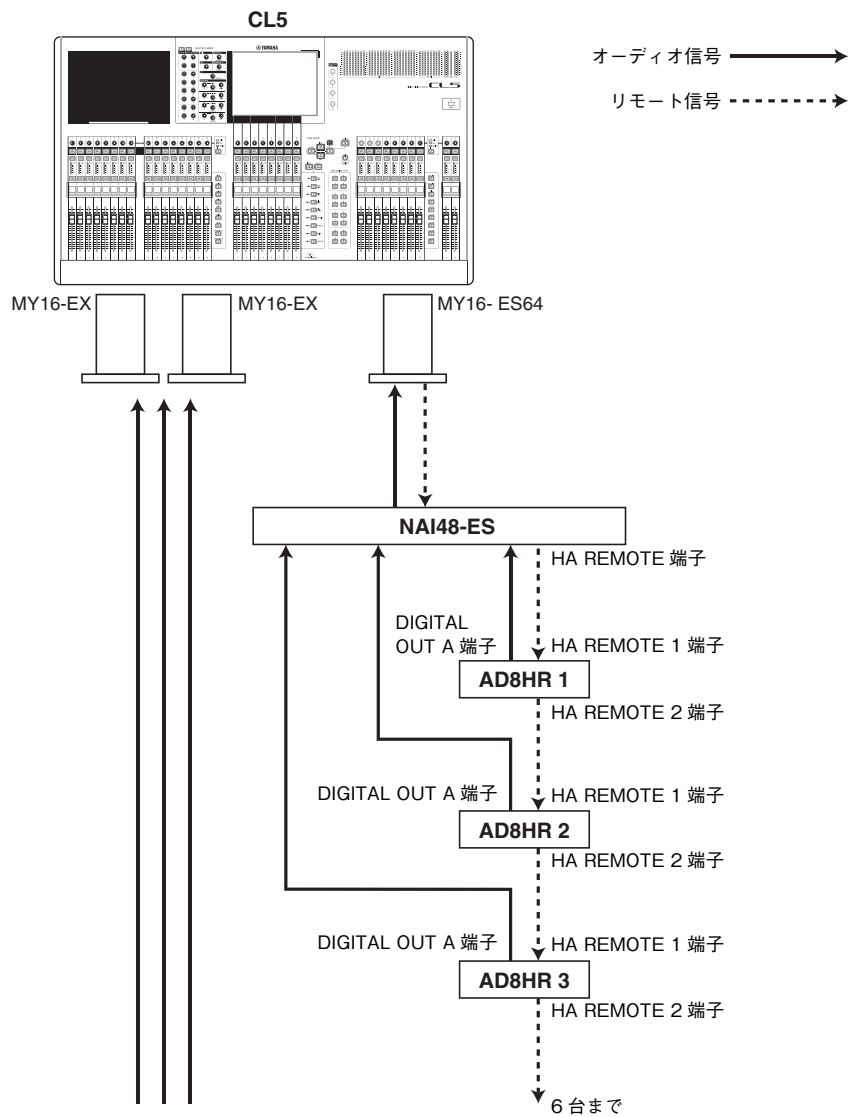 CL5
YAMAHA
CL5
オーディオ信号
リモート信号
MY16-EX
MY16-EX
MY16- ES64
NAI48-ES
HA REMOTE 端子
DIGITAL
OUT A 端子
HA REMOTE 1 端子
AD8HR 1
HA REMOTE 2 端子
DIGITAL OUT A 端子
HA REMOTE 1 端子
AD8HR 2
HA REMOTE 2 端子
DIGITAL OUT A 端子
HA REMOTE 1 端子
AD8HR 3
HA REMOTE 2 端子
6 台まで